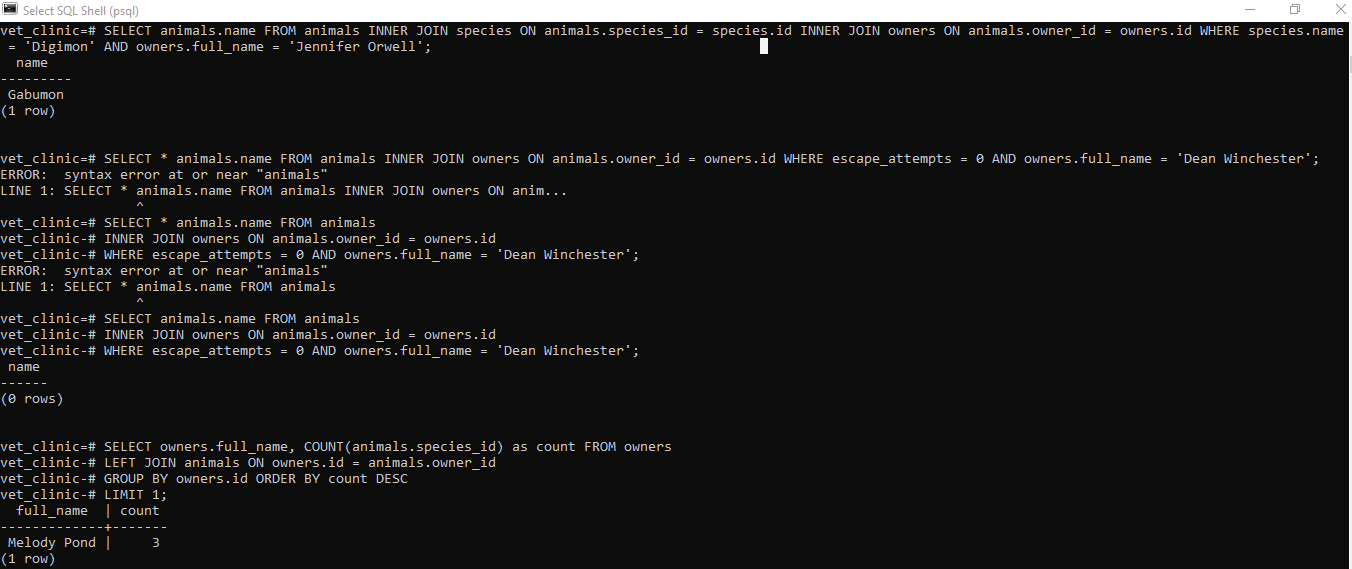 Select SQL Shell (psql)
vet_clinic=# SELECT animals.name FROM animals INNER JOIN species ON animals.species_id = species.id INNER JOIN owners ON animals.owner_id = owners.id WHERE species.name
= 'Digimon' AND owners.full_name = 'Jennifer Orwell';
name
---------
Gabumon
(1 row)
vet_clinic=# SELECT * animals.name FROM animals INNER JOIN owners ON animals.owner_id = owners.id WHERE escape_attempts = 0 AND owners.full_name = 'Dean Winchester';
ERROR:  syntax error at or near "animals"
LINE 1: SELECT * animals.name FROM animals INNER JOIN owners ON anim...
^
vet_clinic=# SELECT * animals.name FROM animals
vet_clinic-# INNER JOIN owners ON animals.owner_id = owners.id
vet_clinic-# WHERE escape_attempts = 0 AND owners.full_name = 'Dean Winchester';
ERROR:  syntax error at or near "animals"
LINE 1: SELECT * animals.name FROM animals
^
vet_clinic=# SELECT animals.name FROM animals
vet_clinic-# INNER JOIN owners ON animals.owner_id = owners.id
vet_clinic-# WHERE escape_attempts = 0 AND owners.full_name = 'Dean Winchester';
name
------
(0 rows)
vet_clinic=# SELECT owners.full_name, COUNT(animals.species_id) as count FROM owners
vet_clinic-# LEFT JOIN animals ON owners.id = animals.owner_id
vet_clinic-# GROUP BY owners.id ORDER BY count DESC
vet_clinic-# LIMIT 1;
full_name  | count
-------------+-------
Melody Pond |     3
(1 row)